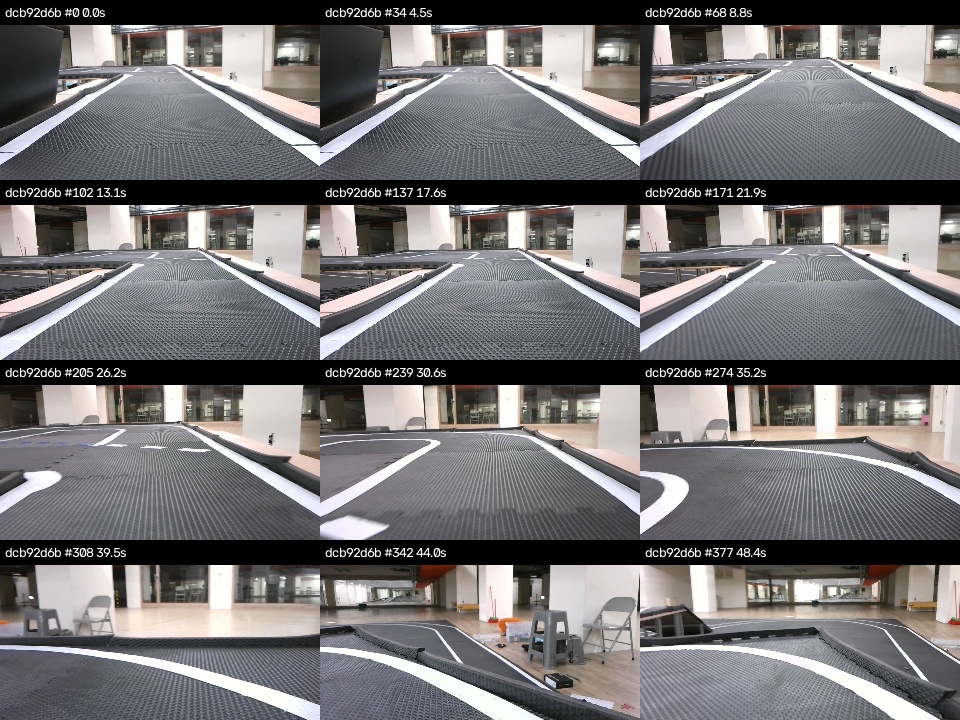 dcb92d6b #0 0.0s
dcb92d6b #34 4.5s
dcb92d6b #68 8.8s
dcb92d6b #102 13.1s
dcb92d6b #137 17.6s
dcb92d6b #171 21.9s
dcb92d6b #205 26.2s
dcb92d6b #239 30.6s
dcb92d6b #274 35.2s
dcb92d6b #308 39.5s
dcb92d6b #342 44.0s
dcb92d6b #377 48.4s